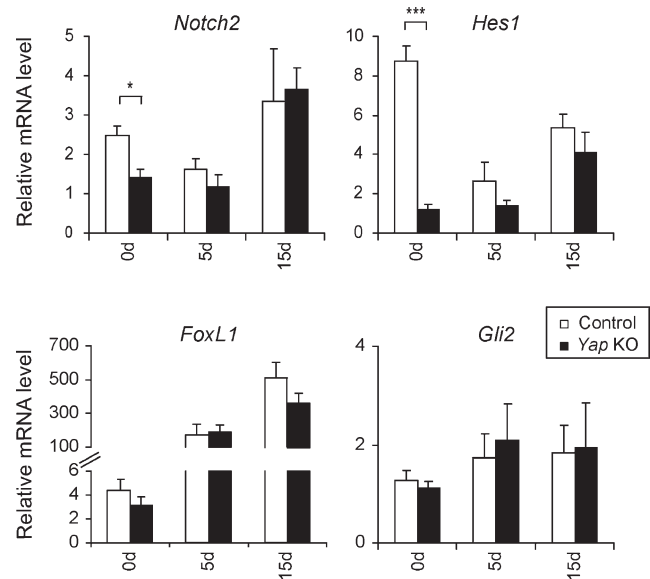 Notch2
Relative mRNA level
5
4
3
2
1
0
*
0d
5d
15d
Hes1
10
8
6
4
2
0
***
0d
5d
15d
FoxL1
Relative mRNA level
700
500
300
100
6
4
2
0
0d
5d
15d
Gli2
4
2
0
0d
5d
15d
Control
Yap KO